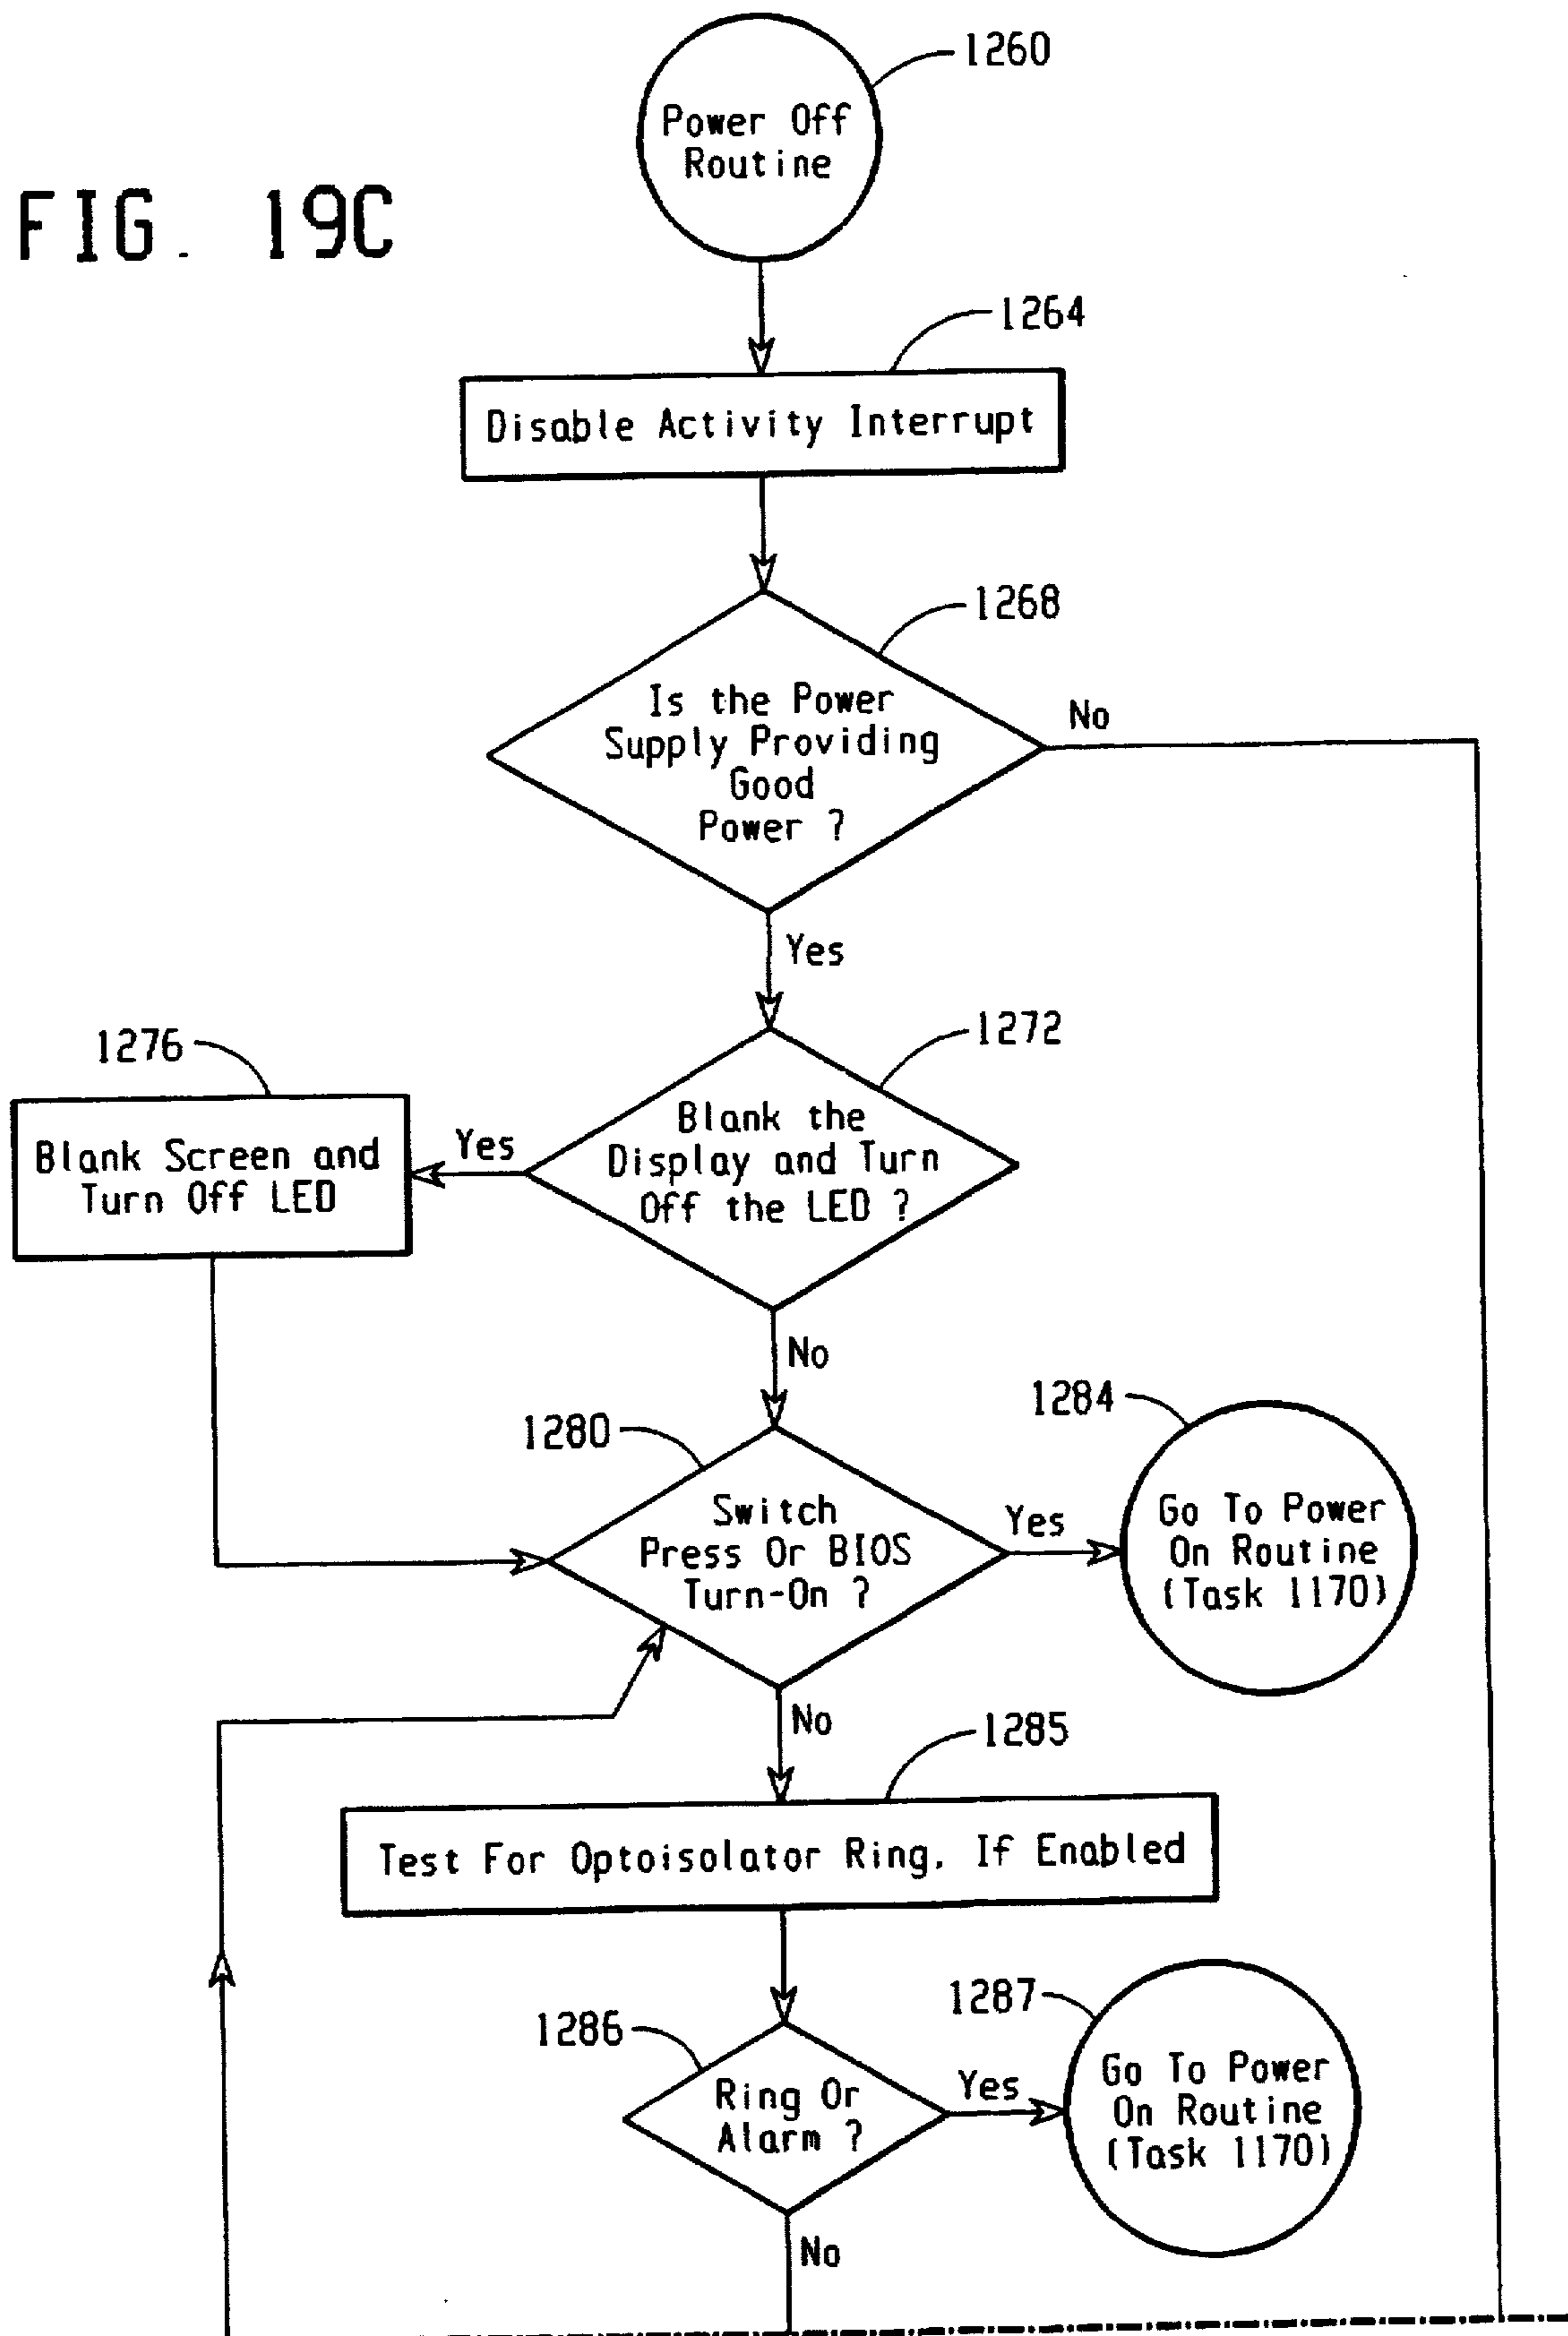 1260
Power Off
Routine
FIG. 19C
1264
Disable Activity Interrupt
1268
Is the Power
Supply Providing
Good
Power ?
No
Yes
1276
1272
Blank Screen and
Turn Off LED
Yes
Blank the
Display and Turn
Off the LED ?
No
1284
1280
Switch
Press Or BIOS
Turn-On ?
Yes
Go To Power
On Routine
(Task 1170)
No
1285
Test For Optoisolator Ring, If Enabled
1287
1286
Ring Or
Alarm ?
Yes
Go To Power
On Routine
(Task 1170)
No